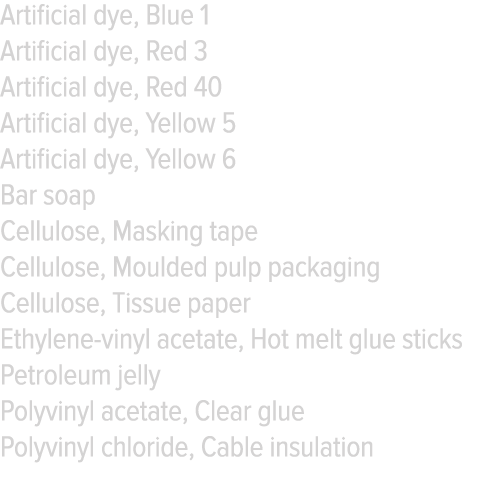 Artificial dye, Blue 1
Artificial dye, Red 3
Artificial dye, Red 40
Artificial dye, Yellow 5
Artificial dye, Yellow 6
Bar soap
Cellulose, Masking tape
Cellulose, Moulded pulp packaging
Cellulose, Tissue paper
Ethylene-vinyl acetate, Hot melt glue sticks
Petroleum jelly
Polyvinyl acetate, Clear glue
Polyvinyl chloride, Cable insulation